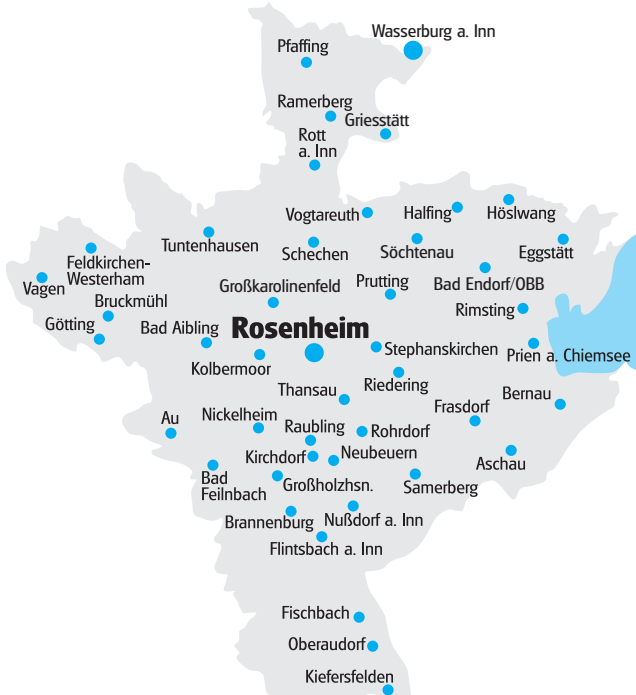 Wasserburg a. Inn
Pfaffing
Ramerberg
Griesstätt
Rott
a. Inn
Vogtareuth
Halfing
Höslwang
Tuntenhausen
Schechen
Söchtenau
Eggstätt
Feldkirchen-
Westerham
Vagen
Großkarolinenfeld
Prutting
Bad Endorf/OBB
Bruckmühl
Rimsting
Götting
Bad Aibling
Rosenheim
Stephanskirchen
Prien a. Chiemsee
Kolbermoor
Riedering
Thansau
Bernau
Frasdorf
Au
Nickelheim
Raubling
Rohrdorf
Kirchdorf
Neubeuern
Aschau
Bad
Feilnbach
Großholzhsn.
Samerberg
Brannenburg
Nußdorf a. Inn
Flintsbach a. Inn
Fischbach
Oberaudorf
Kiefersfelden